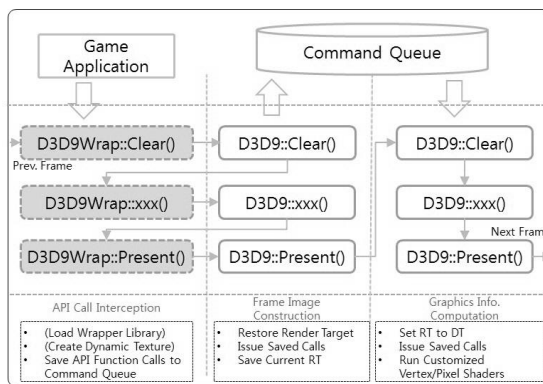 Game
Application
Command Queue
D3D9Wrap::Clear()
D3D9::Clear()
D3D9::Clear()
Prev. Frame
D3D9Wrap::xxx()
D3D9::xxx()
D3D9::xxx()
Next Fram
D3D9Wrap::Present()
D3D9::Present()
D3D9::Present()
API Call Interception
Frame Image
Construction
Graphics Info.
Computation
• (Load Wrapper Library)
• (Create Dynamic Texture)
• Save API Function Calls to
Command Queue
• Restore Render Target
• Issue Saved Calls
• Save Current RT
• Set RT to DT
• Issue Saved Calls
• Run Customized
Vertex/Pixel Shaders